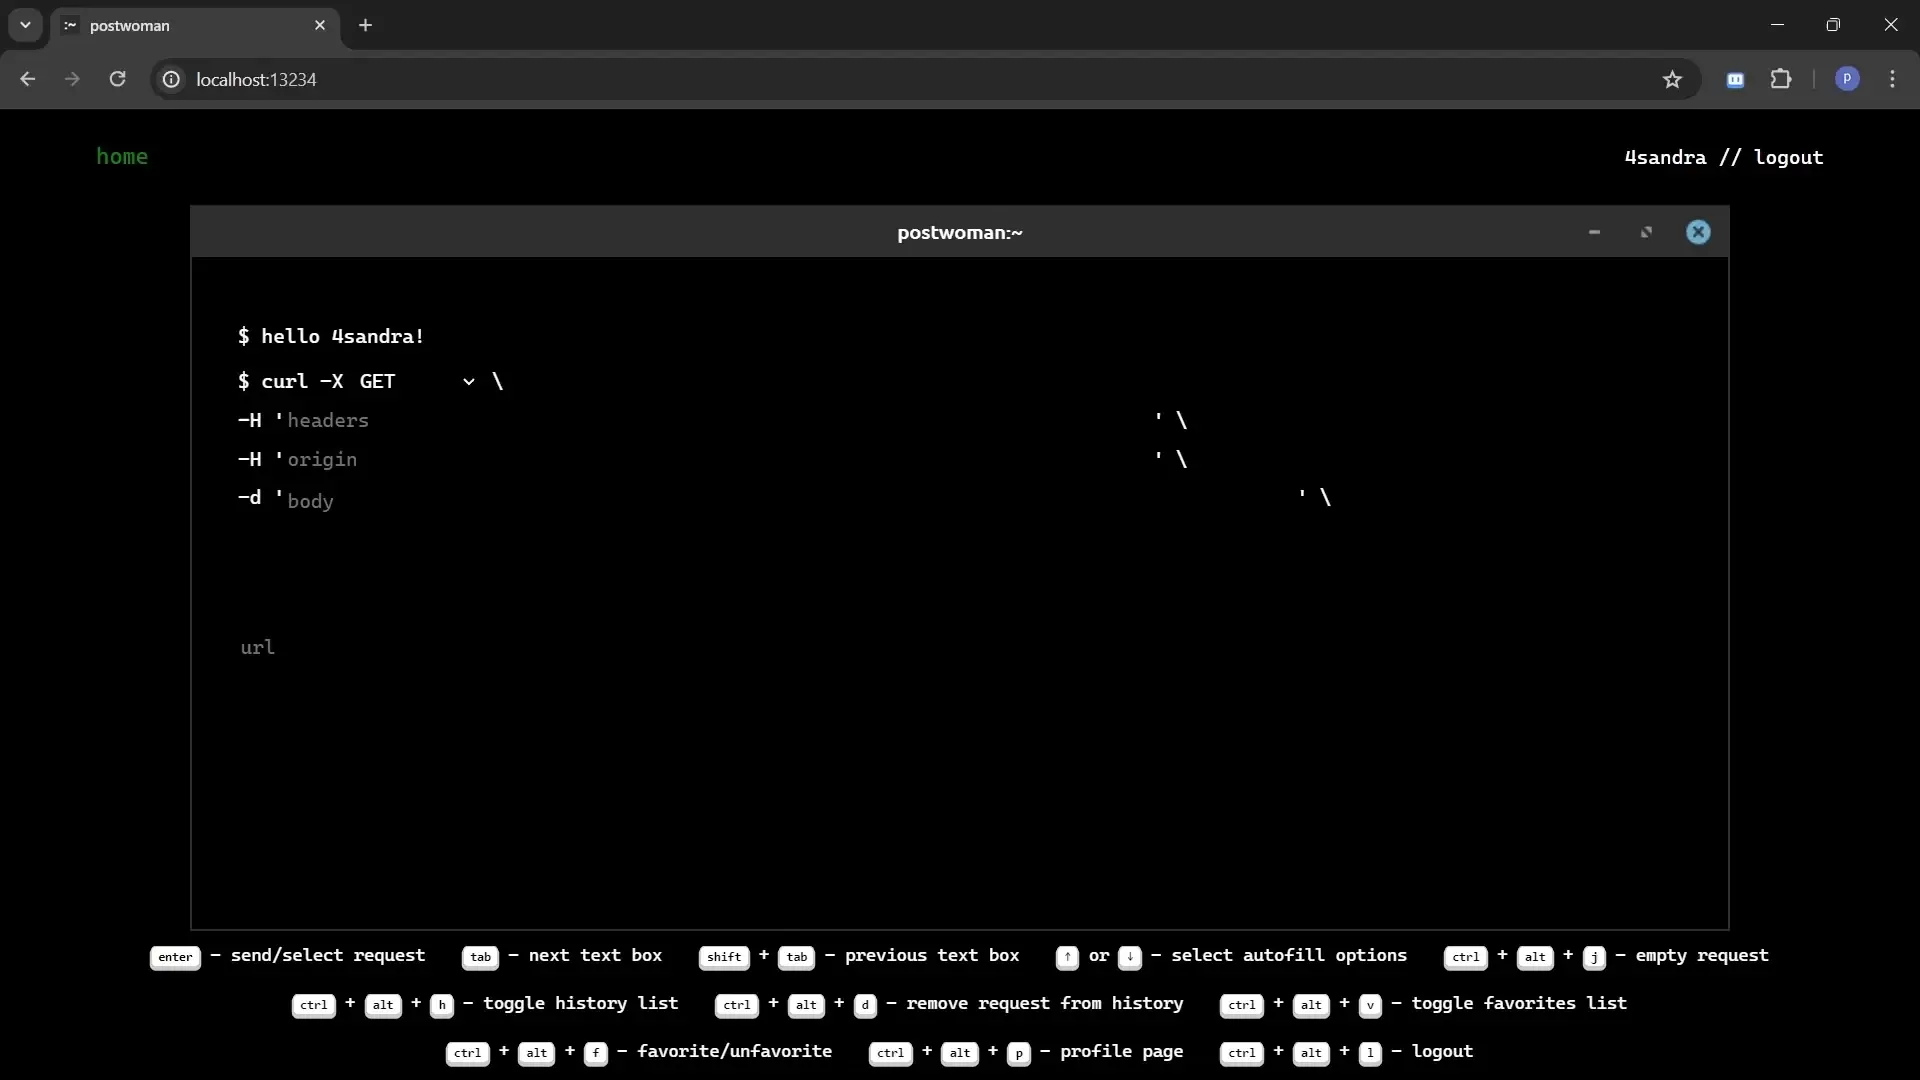 postwoman
localhost:13234
P
home
4sandra // logout
postwoman:~
$ hello 4sandra!
$ curl -X GET \
-H 'headers ' \
-H 'origin ' \
-d 'body ' \
url
enter - send/select request tab - next text box shift + tab - previous text box ↑ or ↓ - select autofill options ctrl + alt + j - empty request
ctrl + alt + h - toggle history list ctrl + alt + d - remove request from history ctrl + alt + v - toggle favorites list
ctrl + alt + f - favorite/unfavorite ctrl + alt + p - profile page ctrl + alt + l - logout